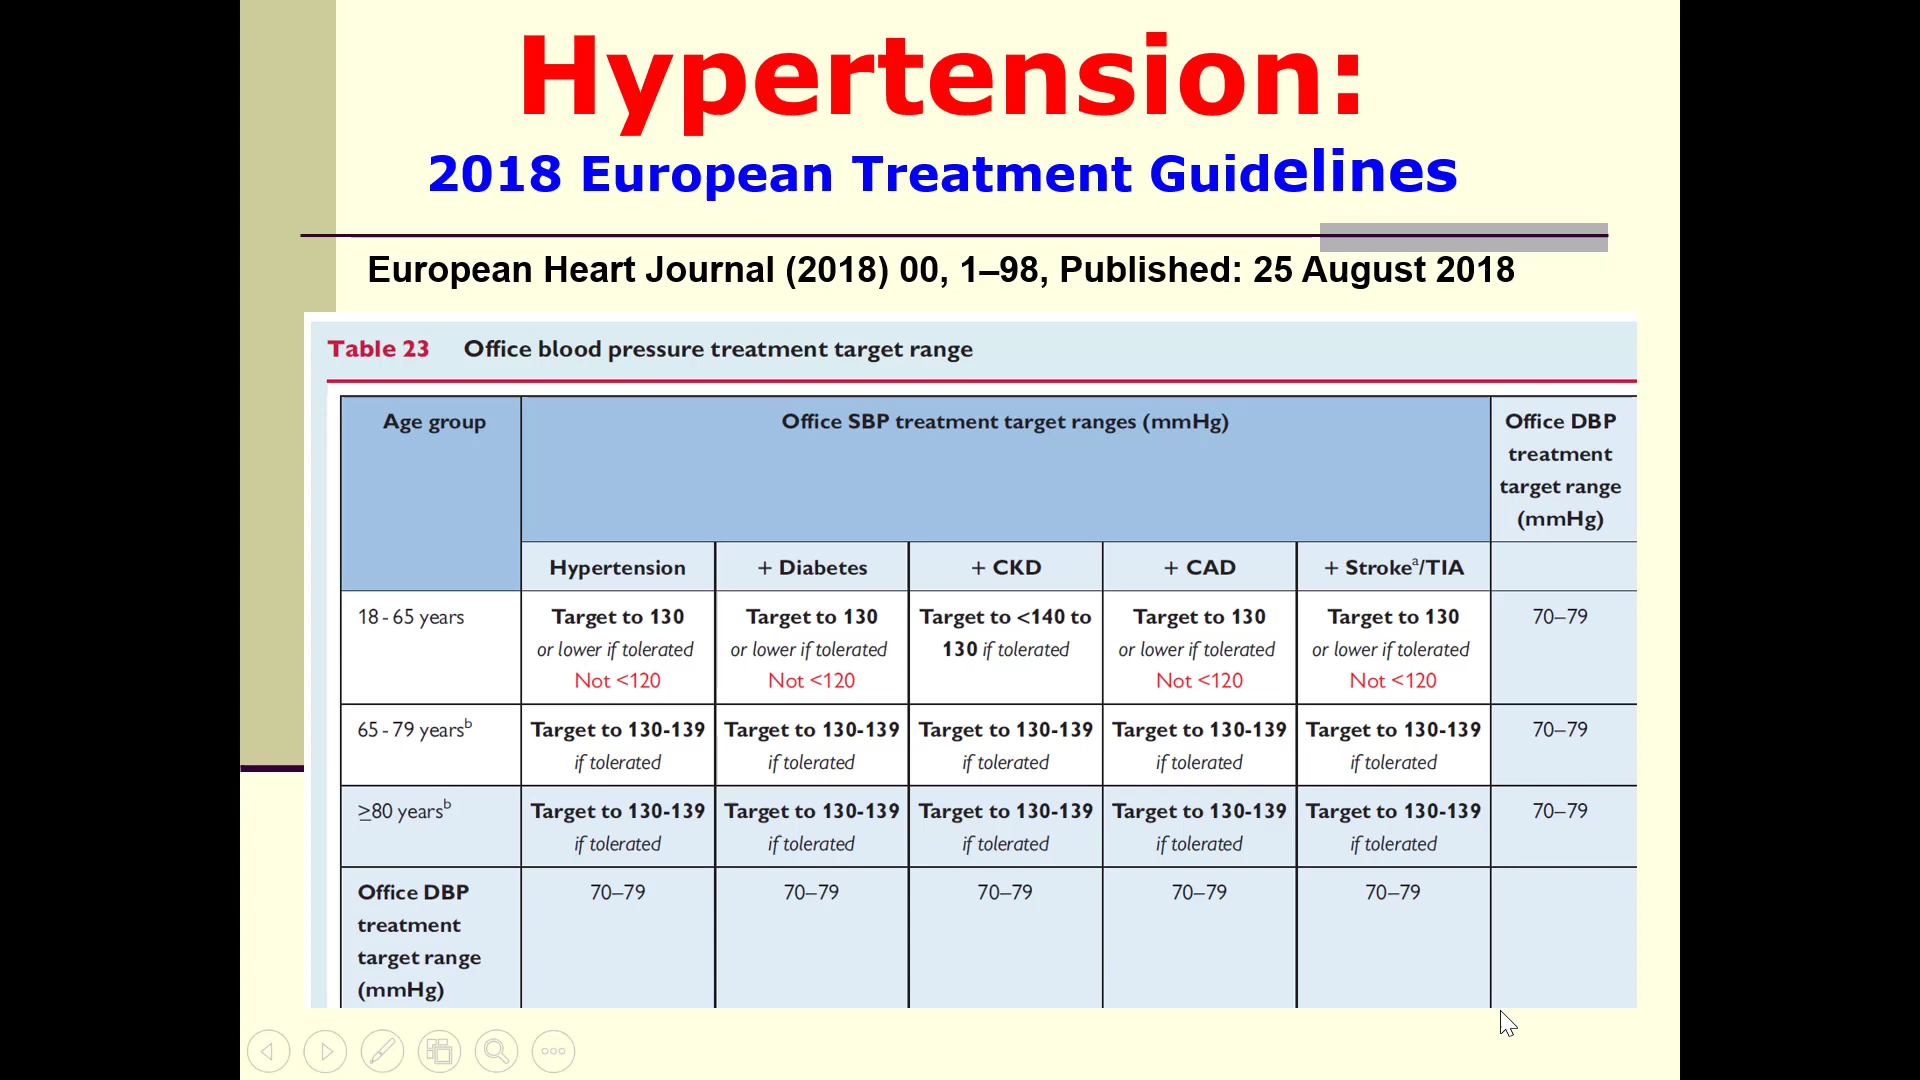 Hypertension:
2018 European Treatment Guidelines
European Heart Journal (2018) 00, 1–98, Published: 25 August 2018
Table 23 Office blood pressure treatment target range
Age group
Office SBP treatment target ranges (mmHg)
Office DBP
treatment
target range
(mmHg)
Hypertension
+ Diabetes
+ CKD
+ CAD
+ Strokeᵃ/TIA
18 - 65 years
Target to 130
or lower if tolerated
Not <120
Target to 130
or lower if tolerated
Not <120
Target to <140 to
130 if tolerated
Target to 130
or lower if tolerated
Not <120
Target to 130
or lower if tolerated
Not <120
70–79
65 - 79 yearsᵇ
Target to 130-139
if tolerated
Target to 130-139
if tolerated
Target to 130-139
if tolerated
Target to 130-139
if tolerated
Target to 130-139
if tolerated
70–79
≥80 yearsᵇ
Target to 130-139
if tolerated
Target to 130-139
if tolerated
Target to 130-139
if tolerated
Target to 130-139
if tolerated
Target to 130-139
if tolerated
70–79
Office DBP
treatment
target range
(mmHg)
70–79
70–79
70–79
70–79
70–79